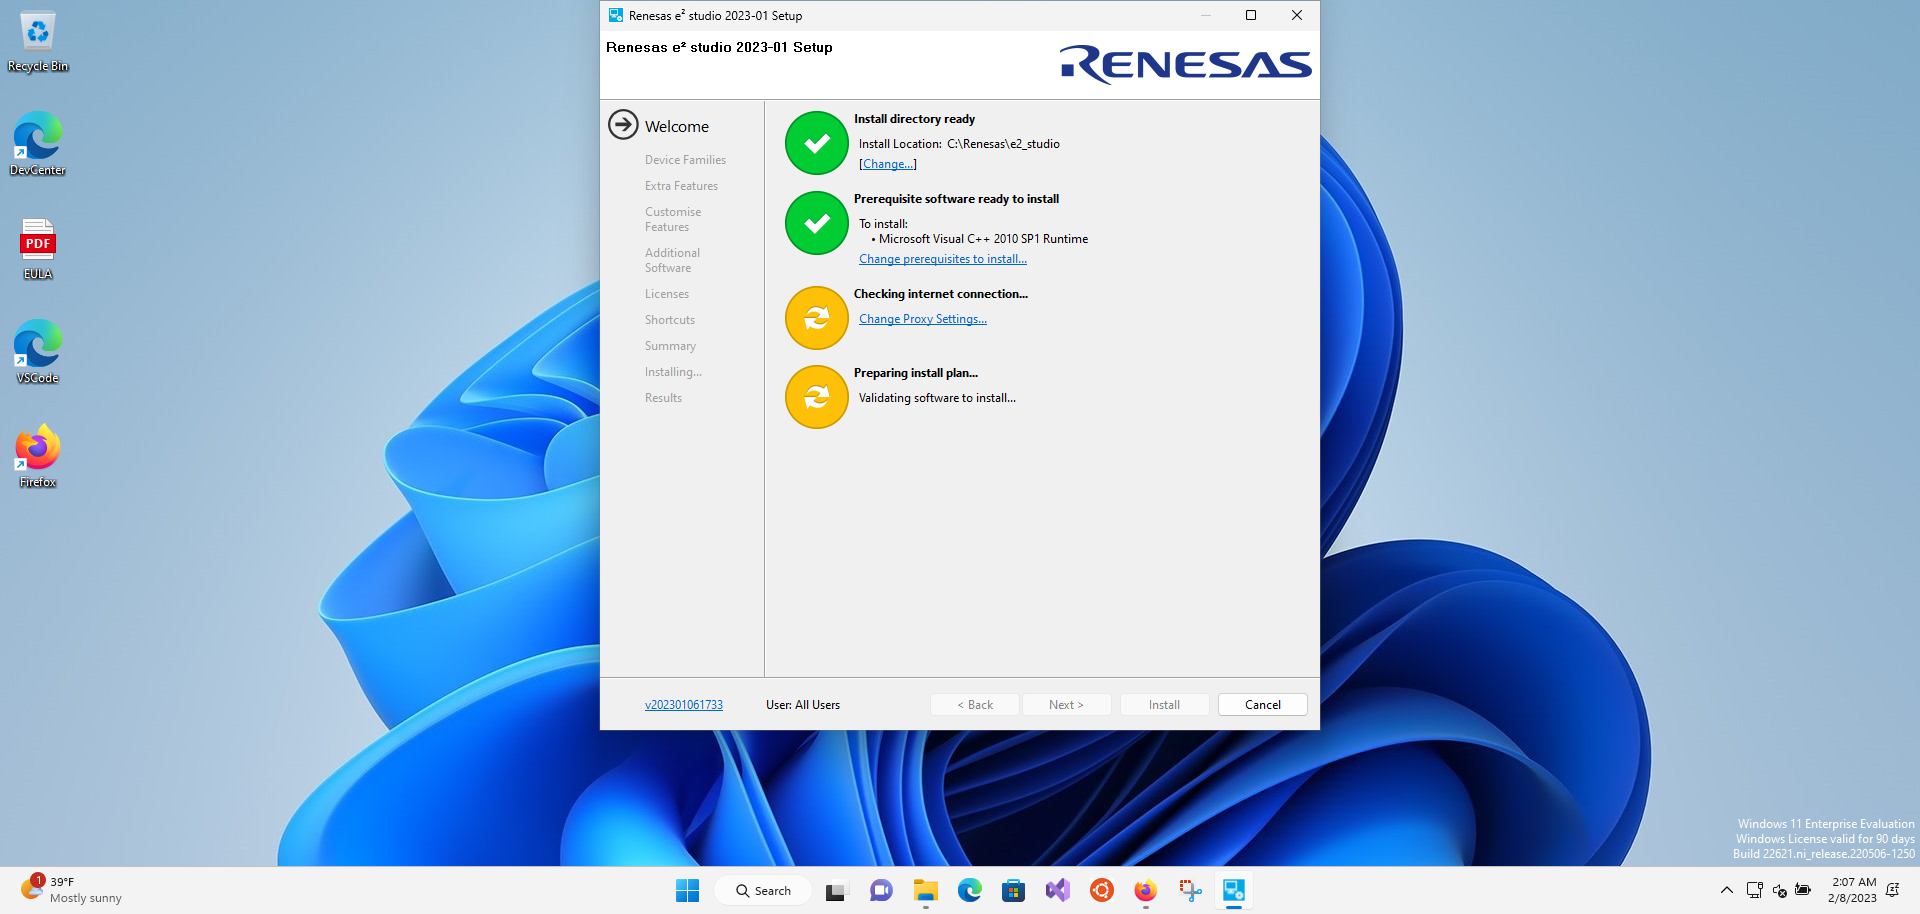 Recycle Bin
DevCenter
PDF
EULA
VSCode
Firefox
Renesas e² studio 2023-01 Setup
Renesas e² studio 2023-01 Setup
RENESAS
Welcome
Device Families
Extra Features
Customise
Features
Additional
Software
Licenses
Shortcuts
Summary
Installing...
Results
Install directory ready
Install Location: C:\Renesas\e2_studio
[Change...]
Prerequisite software ready to install
To install:
• Microsoft Visual C++ 2010 SP1 Runtime
Change prerequisites to install...
Checking internet connection...
Change Proxy Settings...
Preparing install plan...
Validating software to install...
v202301061733
User: All Users
< Back
Next >
Install
Cancel
Windows 11 Enterprise Evaluation
Windows License valid for 90 days
Build 22621.ni_release.220506-1250
1
39°F
Mostly sunny
Search
2:07 AM
2/8/2023